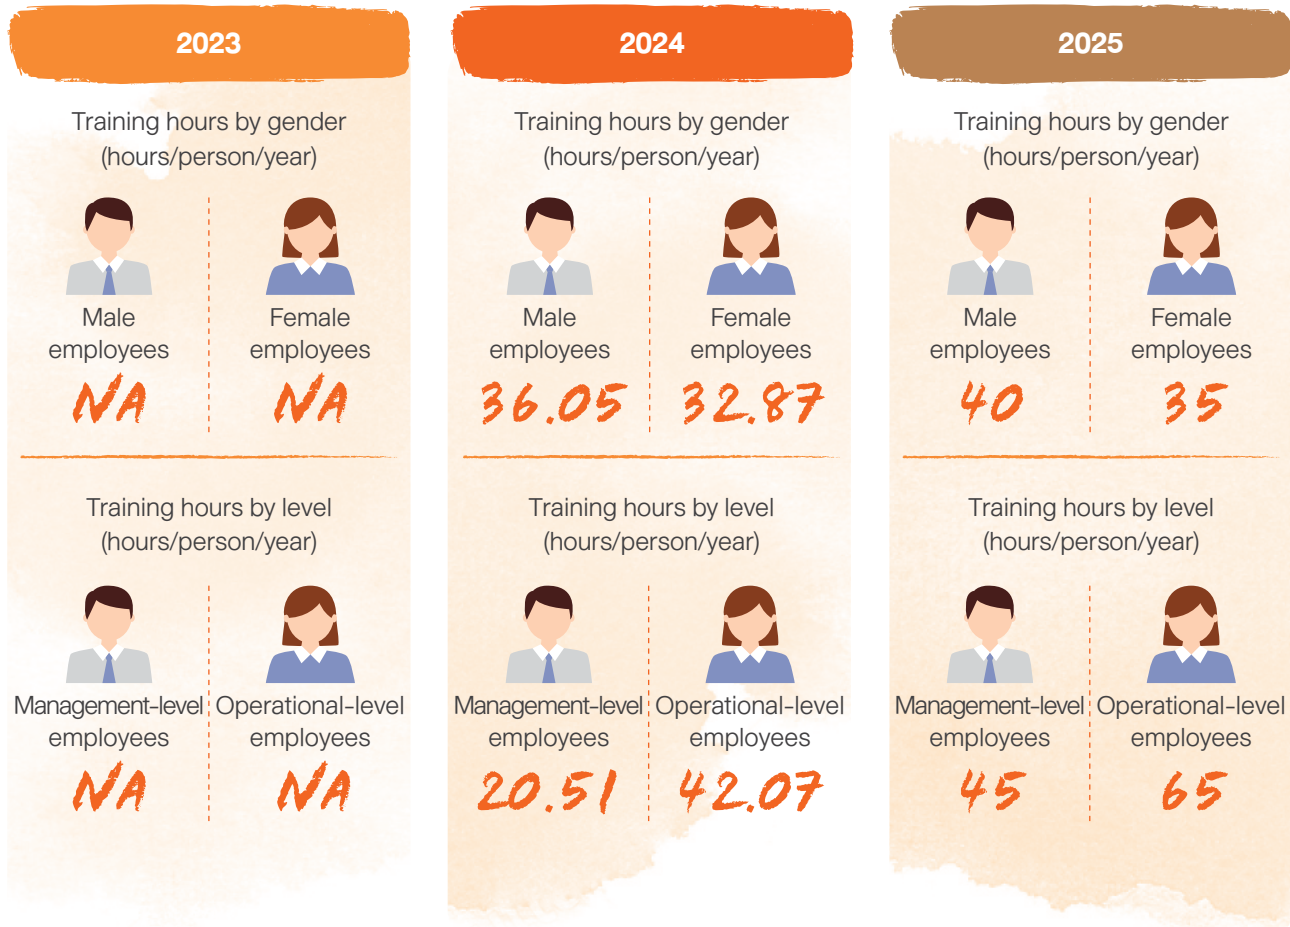 2023
Training hours by gender
(hours/person/year)
Male
employees
NA
Female
employees
NA
Training hours by level
(hours/person/year)
Management-level
employees
NA
Operational-level
employees
NA
2024
Training hours by gender
(hours/person/year)
Male
employees
36.05
Female
employees
32.87
Training hours by level
(hours/person/year)
Management-level
employees
20.51
Operational-level
employees
42.07
2025
Training hours by gender
(hours/person/year)
Male
employees
40
Female
employees
35
Training hours by level
(hours/person/year)
Management-level
employees
45
Operational-level
employees
65